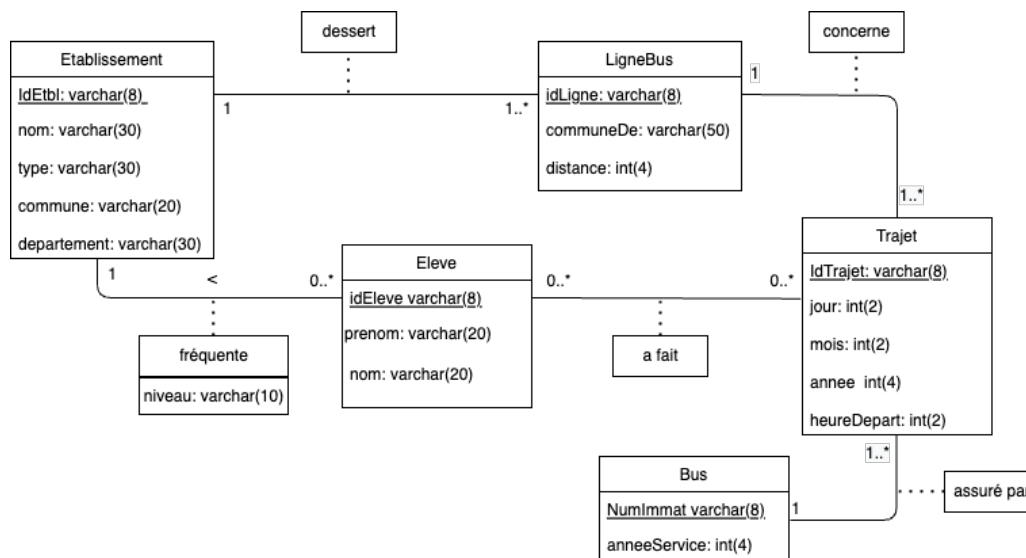 dessert
concerne
Etablissement
IdEtbl: varchar(8)
nom: varchar(30)
type: varchar(30)
commune: varchar(20)
departement: varchar(30)
1
1..*
LigneBus
idLigne: varchar(8)
communeDe: varchar(50)
distance: int(4)
1
1..*
Trajet
IdTrajet: varchar(8)
jour: int(2)
mois: int(2)
annee int(4)
heureDepart: int(2)
1
<
0..*
fréquente
niveau: varchar(10)
Eleve
idEleve varchar(8)
prenom: varchar(20)
nom: varchar(20)
0..*
0..*
a fait
1..*
assuré par
1
Bus
NumImmat varchar(8)
anneeService: int(4)